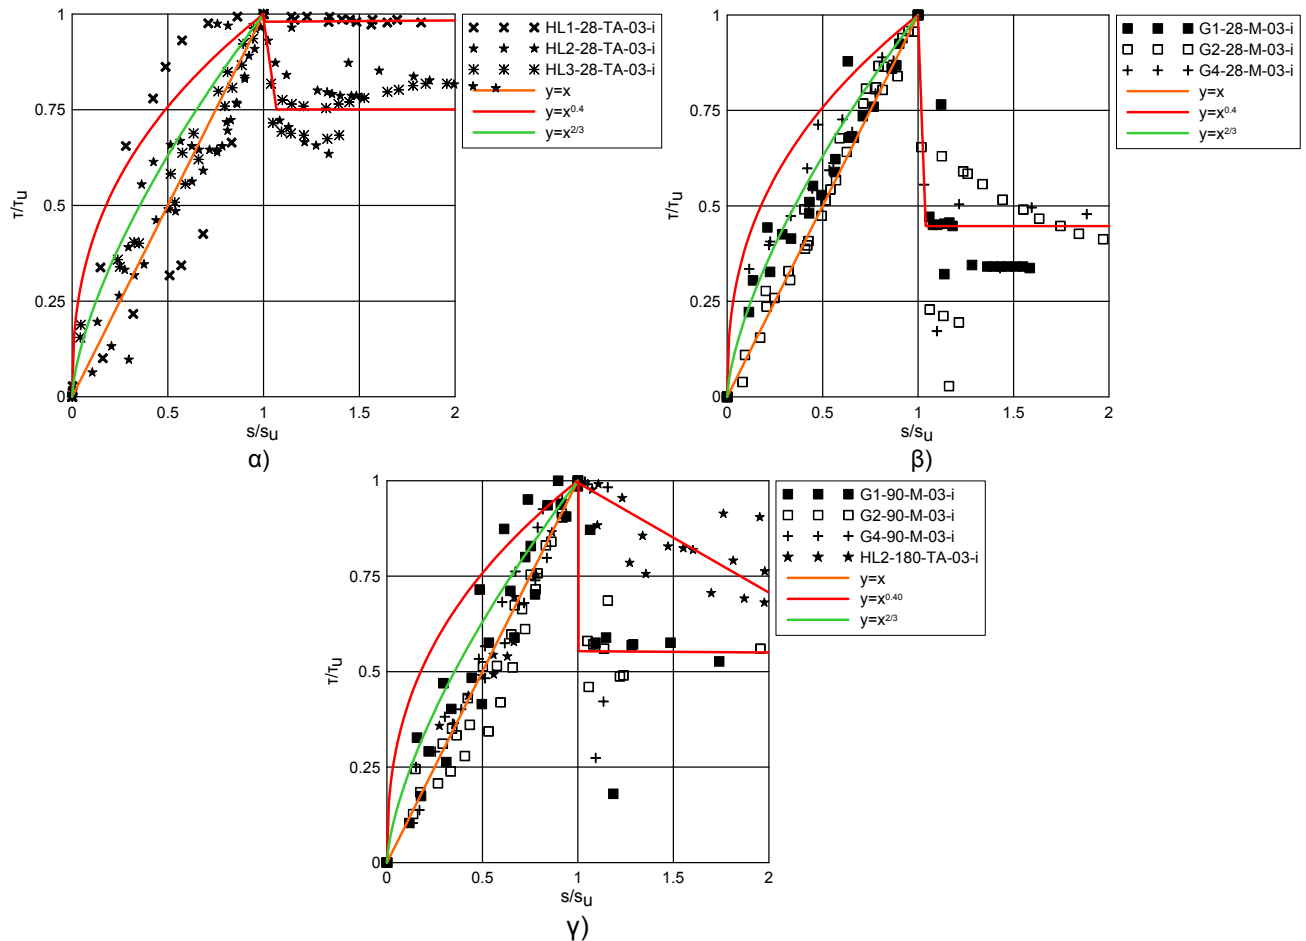 1
0.75
0.5
0.25
0
τ/τu
0 0.5 1 1.5 2
s/su
HL1-28-TA-03-i
HL2-28-TA-03-i
HL3-28-TA-03-i
y=x
y=x0.4
y=x2/3
α)
1
0.75
0.5
0.25
0
τ/τu
0 0.5 1 1.5 2
s/su
G1-28-M-03-i
G2-28-M-03-i
G4-28-M-03-i
y=x
y=x0.4
y=x2/3
β)
1
0.75
0.5
0.25
0
τ/τu
0 0.5 1 1.5 2
s/su
G1-90-M-03-i
G2-90-M-03-i
G4-90-M-03-i
HL2-180-TA-03-i
y=x
y=x0.40
y=x2/3
γ)